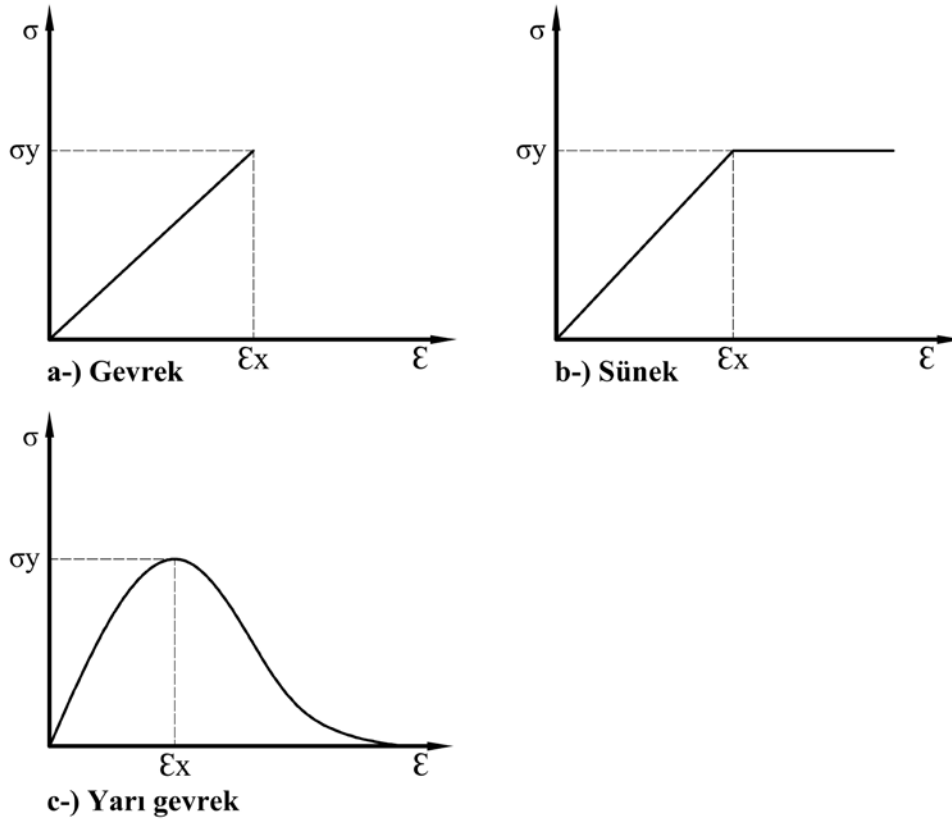 σ
σy
εx
ε
a-) Gevrek
σ
σy
εx
ε
b-) Sünek
σ
σy
εx
ε
c-) Yarı gevrek